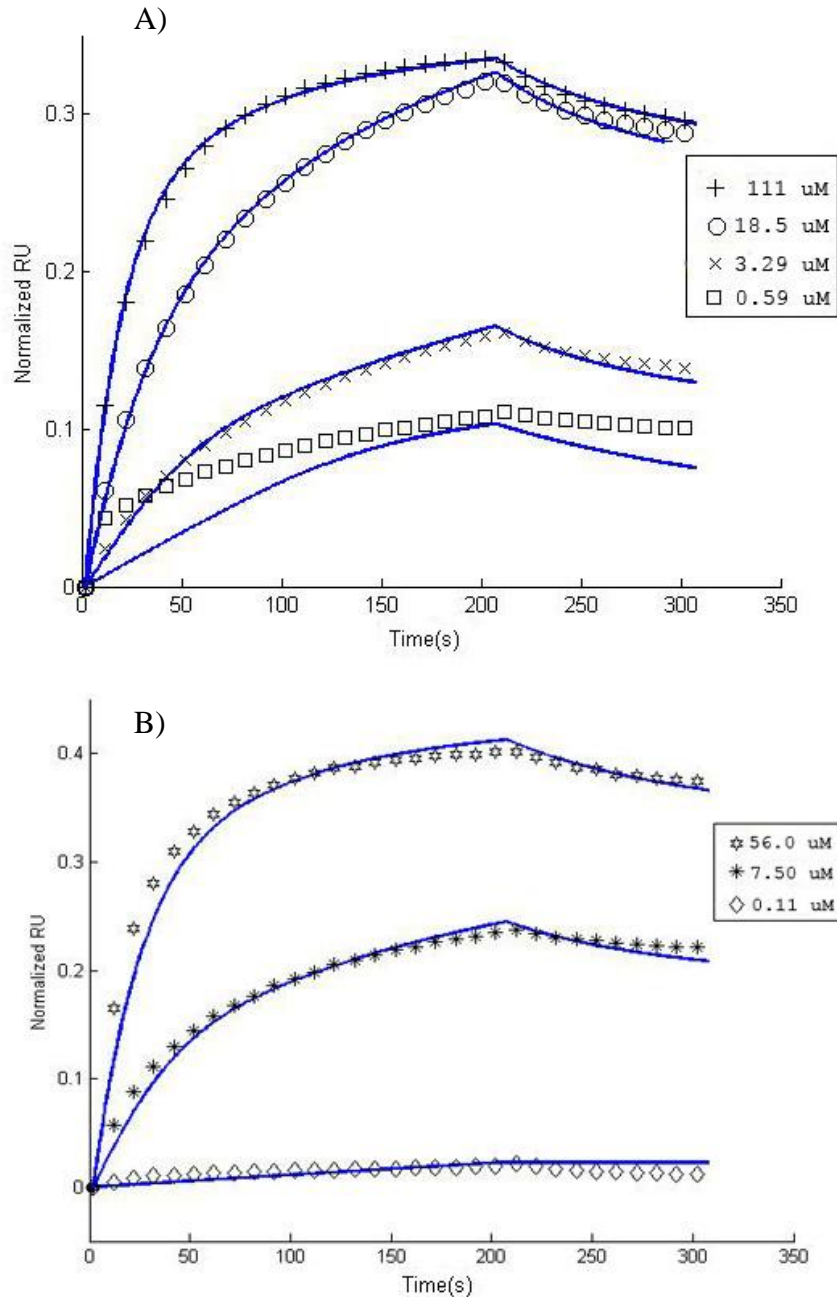 A)
0.3
0.2
0.1
0
Normalized RU
+ 111 uM
○ 18.5 uM
× 3.29 uM
□ 0.59 uM
0 50 100 150 200 250 300 350
Time(s)
B)
0.4
0.3
0.2
0.1
0
Normalized RU
✡ 56.0 uM
✳ 7.50 uM
◇ 0.11 uM
0 50 100 150 200 250 300 350
Time(s)